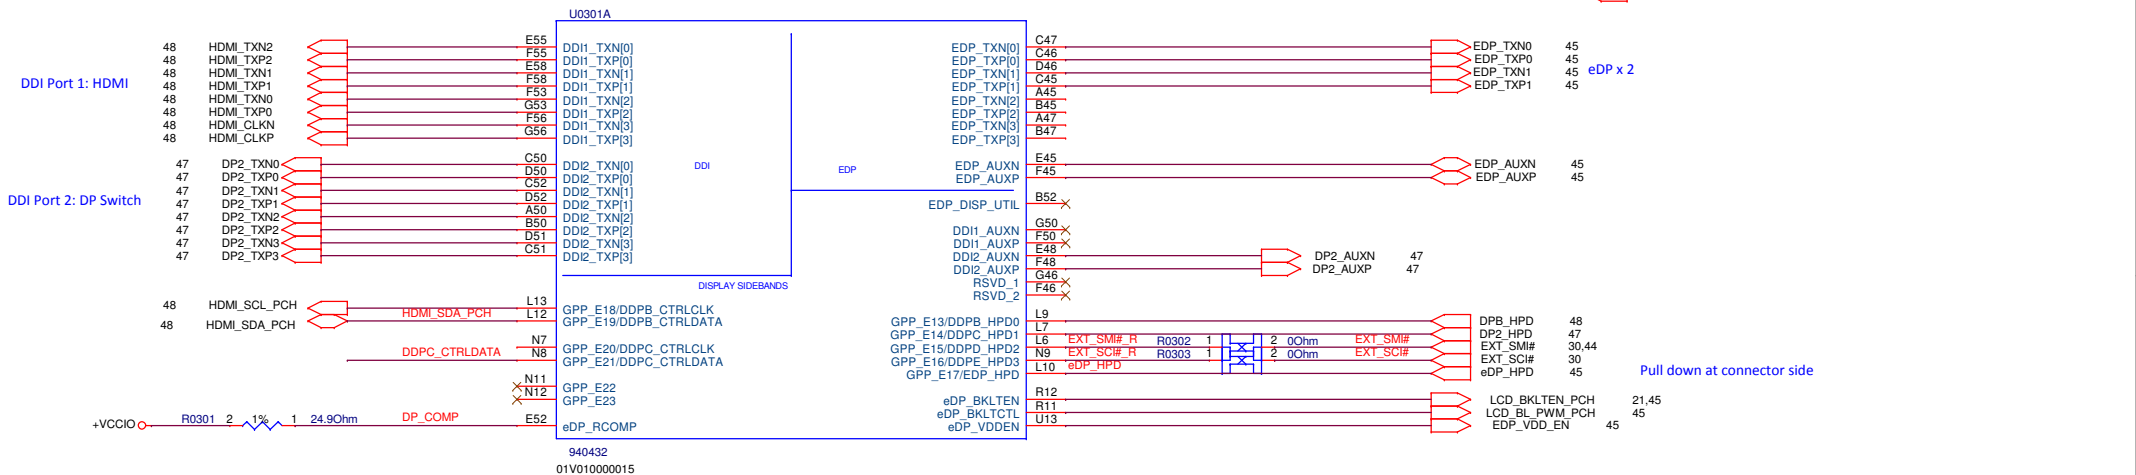 U0301A
48 HDMI_TXN2 E55 DDI1_TXN[0] EDP_TXN[0] C47 EDP_TXN0 45
48 HDMI_TXP2 F55 DDI1_TXP[0] EDP_TXP[0] C46 EDP_TXP0 45
48 HDMI_TXN1 E58 DDI1_TXN[1] EDP_TXN[1] D46 EDP_TXN1 45
DDI Port 1: HDMI
eDP x 2
48 HDMI_TXP1 F58 DDI1_TXP[1] EDP_TXP[1] C45 EDP_TXP1 45
48 HDMI_TXN0 F53 DDI1_TXN[2] EDP_TXN[2] A45
48 HDMI_TXP0 G53 DDI1_TXP[2] EDP_TXP[2] B45
48 HDMI_CLKN F56 DDI1_TXN[3] EDP_TXN[3] A47
48 HDMI_CLKP G56 DDI1_TXP[3] EDP_TXP[3] B47
47 DP2_TXN0 C50 DDI2_TXN[0] DDI EDP EDP_AUXN E45 EDP_AUXN 45
47 DP2_TXP0 D50 DDI2_TXP[0] EDP_AUXP F45 EDP_AUXP 45
47 DP2_TXN1 C52 DDI2_TXN[1]
DDI Port 2: DP Switch
47 DP2_TXP1 D52 DDI2_TXP[1] EDP_DISP_UTIL B52
47 DP2_TXN2 A50 DDI2_TXN[2]
47 DP2_TXP2 B50 DDI2_TXP[2] DDI1_AUXN G50
47 DP2_TXN3 D51 DDI2_TXN[3] DDI1_AUXP F50
47 DP2_TXP3 C51 DDI2_TXP[3] DDI2_AUXN E48 DP2_AUXN 47
DDI2_AUXP F48 DP2_AUXP 47
DISPLAY SIDEBANDS RSVD_1 G46
RSVD_2 F46
48 HDMI_SCL_PCH L13 GPP_E18/DDPB_CTRLCLK
48 HDMI_SDA_PCH HDMI_SDA_PCH L12 GPP_E19/DDPB_CTRLDATA GPP_E13/DDPB_HPD0 L9 DPB_HPD 48
GPP_E14/DDPC_HPD1 L7 DP2_HPD 47
N7 GPP_E20/DDPC_CTRLCLK GPP_E15/DDPD_HPD2 L6 EXT_SMI#_R R0302 1 2 0Ohm EXT_SMI# EXT_SMI# 30,44
DDPC_CTRLDATA N8 GPP_E21/DDPC_CTRLDATA GPP_E16/DDPE_HPD3 N9 EXT_SCI#_R R0303 1 2 0Ohm EXT_SCI# EXT_SCI# 30
GPP_E17/EDP_HPD L10 eDP_HPD eDP_HPD 45
Pull down at connector side
N11 GPP_E22
N12 GPP_E23 eDP_BKLTEN R12 LCD_BKLTEN_PCH 21,45
eDP_BKLTCTL R11 LCD_BL_PWM_PCH 45
+VCCIO R0301 2 1% 1 24.9Ohm DP_COMP E52 eDP_RCOMP eDP_VDDEN U13 EDP_VDD_EN 45
940432
01V010000015